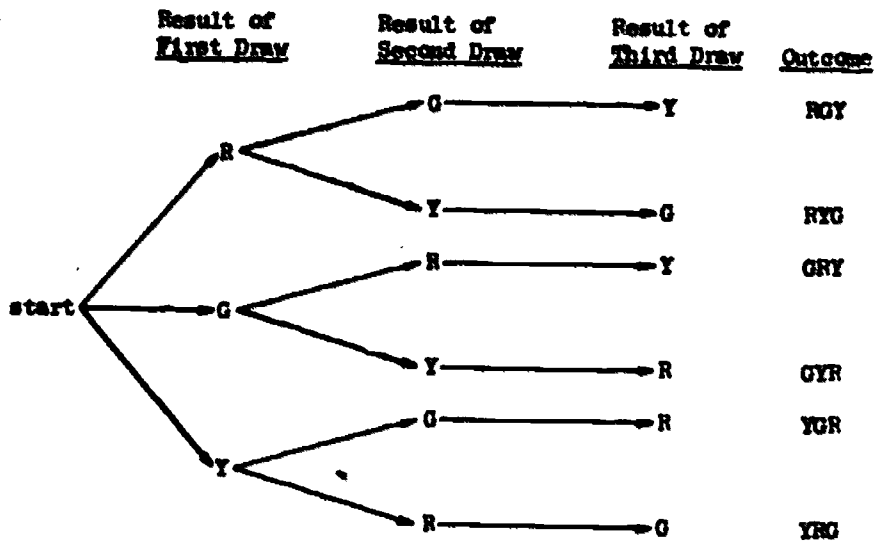 Result of First Draw
Result of Second Draw
Result of Third Draw
Outcome
G Y RGY
R
Y G RYG
R Y GRY
start G
Y R GYR
G R YGR
Y
R G YRG